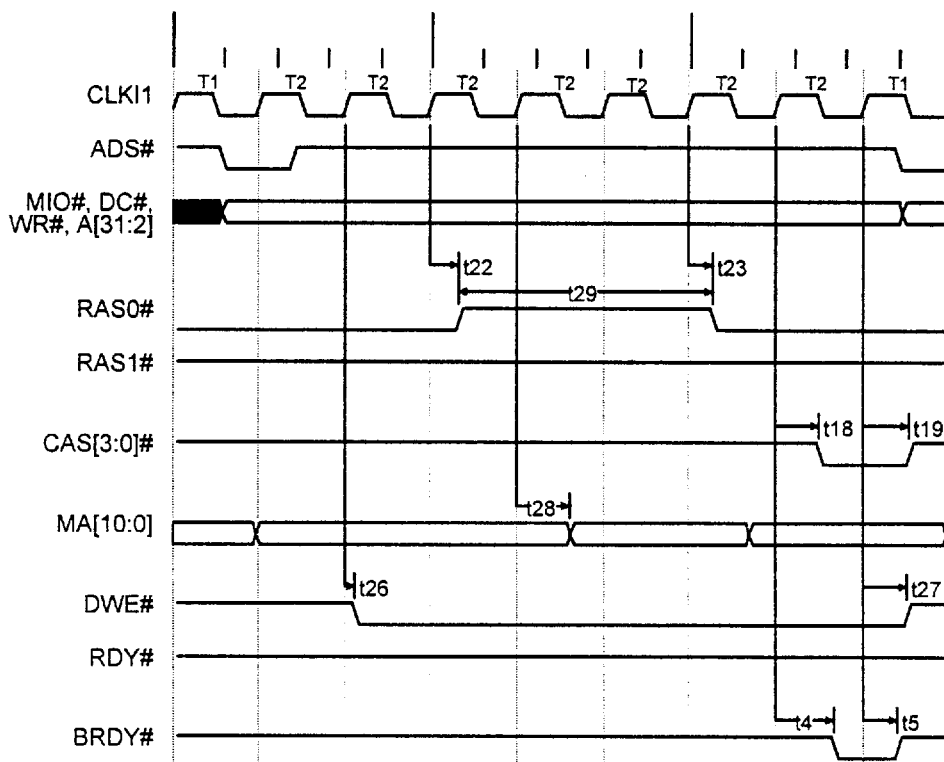 T1 T2 T2 T2 T2 T2 T2 T2 T1
CLKI1
ADS#
MIO#, DC#,
WR#, A[31:2]
t22 t23
t29
RAS0#
RAS1#
t18 t19
CAS[3:0]#
t28
MA[10:0]
t26 t27
DWE#
RDY#
t4 t5
BRDY#